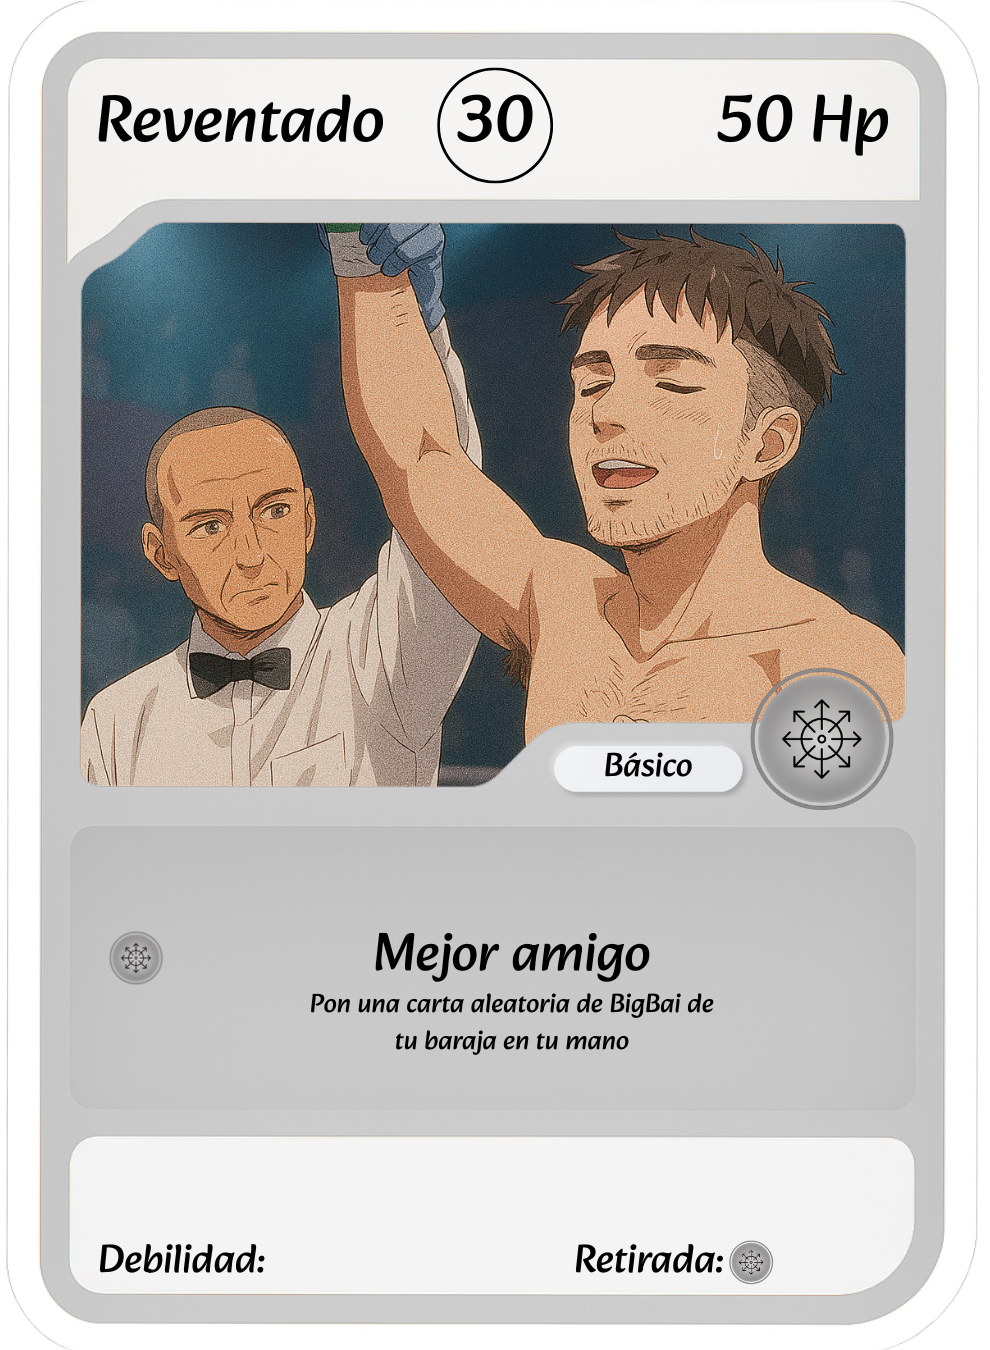 Reventado 30 50 Hp
Básico
Mejor amigo
Pon una carta aleatoria de BigBai de
tu baraja en tu mano
Debilidad: Retirada: